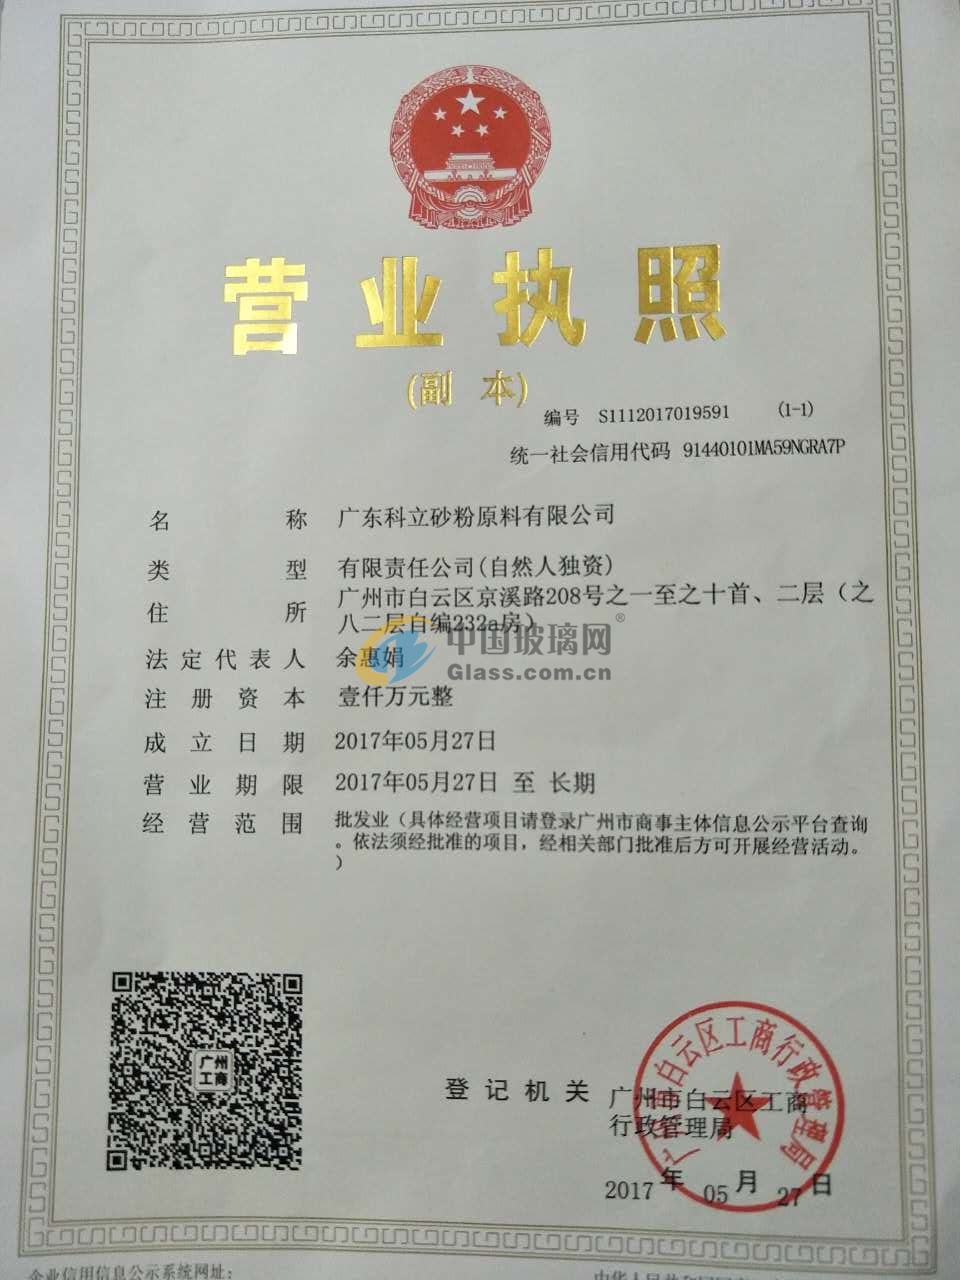 营业执照
(副 本)
编号 S1112017019591 (1-1)
统一社会信用代码 91440101MA59NGRA7P
名称 广东科立砂粉原料有限公司
类型 有限责任公司(自然人独资)
住所 广州市白云区京溪路208号之一至之十首、二层（之
八二层自编232a房）
中国玻璃网®
Glass.com.cn
法定代表人 余惠娟
注册资本 壹仟万元整
成立日期 2017年05月27日
营业期限 2017年05月27日 至 长期
经营范围 批发业（具体经营项目请登录广州市商事主体信息公示平台查询
。依法须经批准的项目，经相关部门批准后方可开展经营活动。
）
广州
工商
登记机关 广州市白云区工商
行政管理局
广州市白云区工商行政管理局
2017 年 05 月 27 日
企业信用信息公示系统网址：